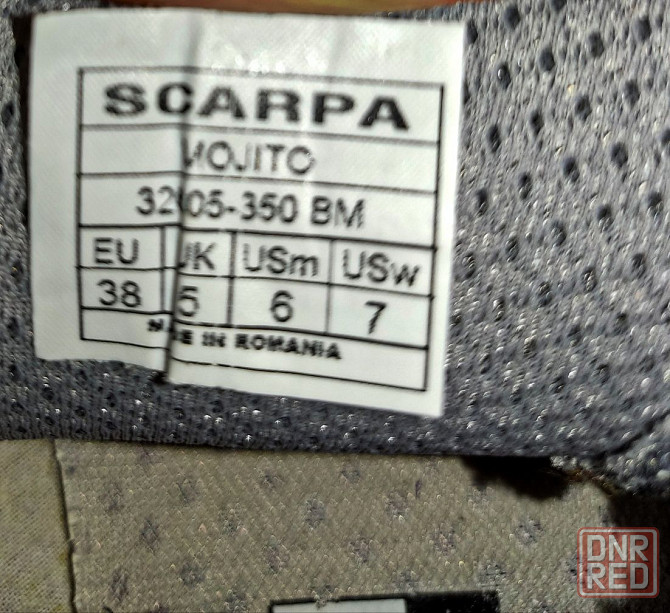 SCARPA
MOJITO
32605-350 BM
EU UK USm USw
38 5 6 7
MADE IN ROMANIA
DNR
RED